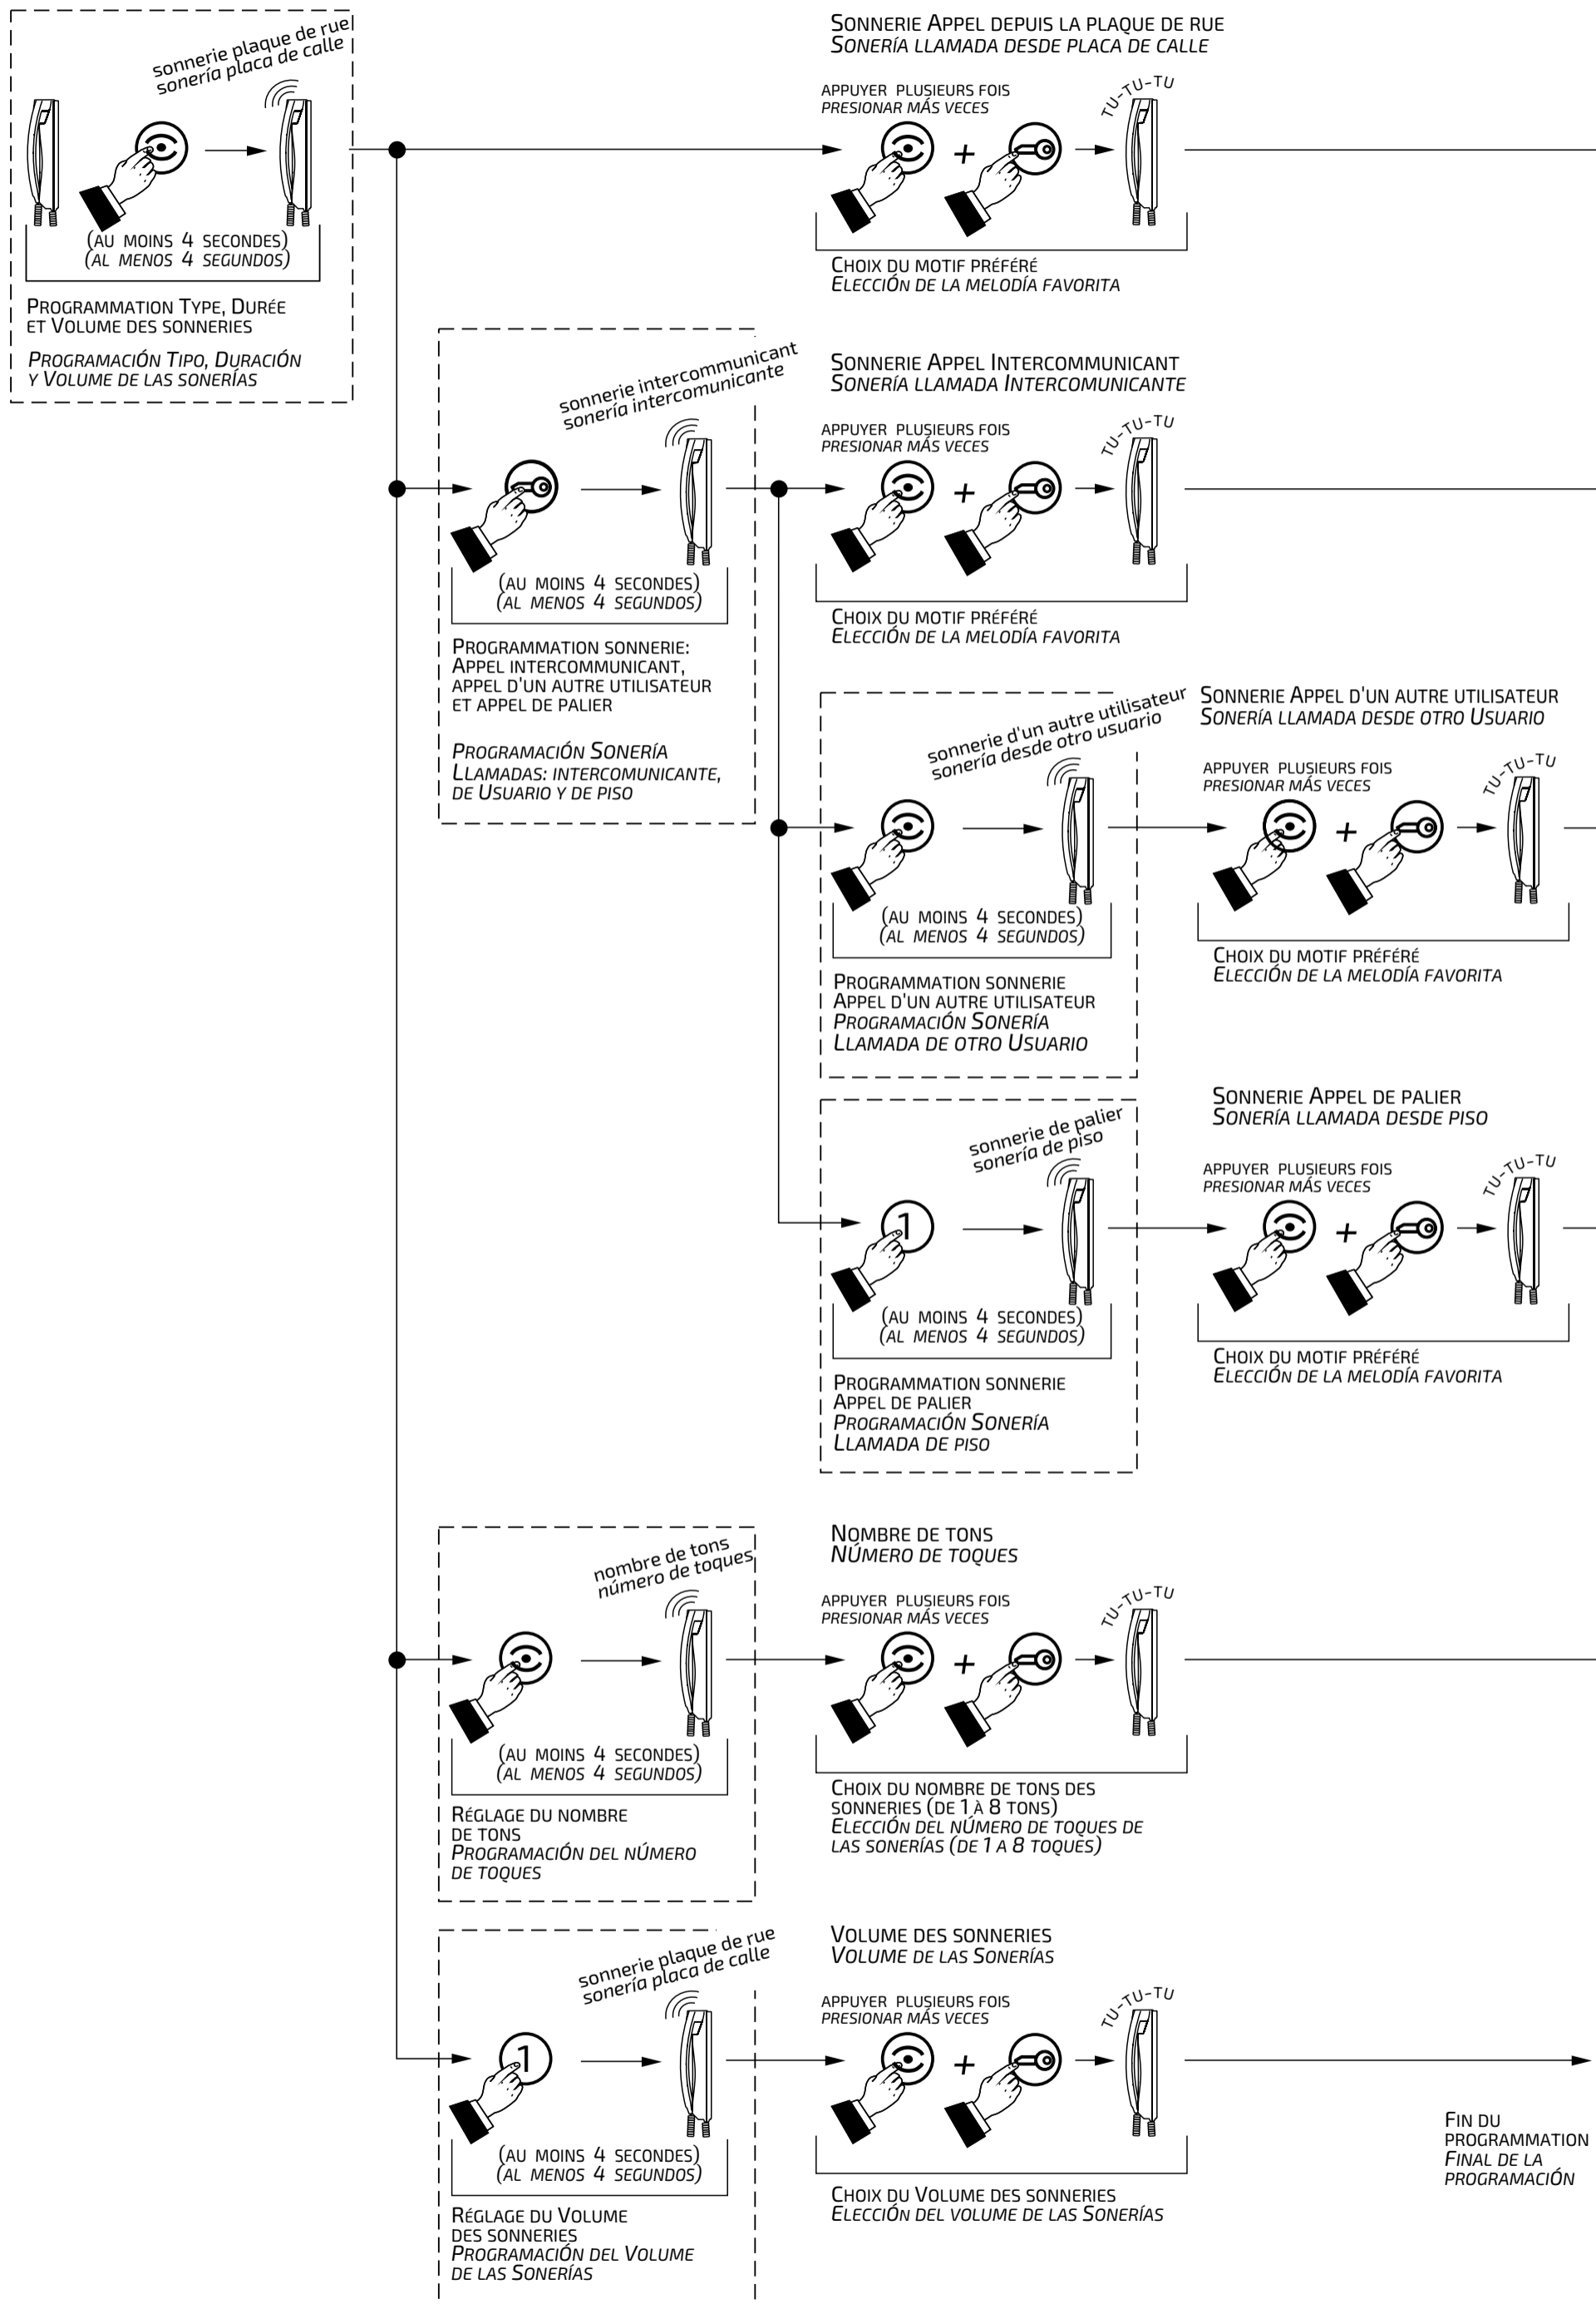 sonnerie plaque de rue
sonería placa de calle
(AU MOINS 4 SECONDES)
(AL MENOS 4 SEGUNDOS)
PROGRAMMATION TYPE, DURÉE
ET VOLUME DES SONNERIES
PROGRAMACIÓN TIPO, DURACIÓN
Y VOLUME DE LAS SONERÍAS
SONNERIE APPEL DEPUIS LA PLAQUE DE RUE
SONERÍA LLAMADA DESDE PLACA DE CALLE
APPUYER PLUSIEURS FOIS
PRESIONAR MÁS VECES
+
TU-TU-TU
CHOIX DU MOTIF PRÉFÉRÉ
ELECCIÓN DE LA MELODÍA FAVORITA
sonnerie intercommunicant
sonería intercomunicante
(AU MOINS 4 SECONDES)
(AL MENOS 4 SEGUNDOS)
PROGRAMMATION SONNERIE:
APPEL INTERCOMMUNICANT,
APPEL D'UN AUTRE UTILISATEUR
ET APPEL DE PALIER
PROGRAMACIÓN SONERÍA
LLAMADAS: INTERCOMUNICANTE,
DE USUARIO Y DE PISO
SONNERIE APPEL INTERCOMMUNICANT
SONERÍA LLAMADA INTERCOMUNICANTE
APPUYER PLUSIEURS FOIS
PRESIONAR MÁS VECES
+
TU-TU-TU
CHOIX DU MOTIF PRÉFÉRÉ
ELECCIÓN DE LA MELODÍA FAVORITA
sonnerie d'un autre utilisateur
sonería desde otro usuario
(AU MOINS 4 SECONDES)
(AL MENOS 4 SEGUNDOS)
PROGRAMMATION SONNERIE
APPEL D'UN AUTRE UTILISATEUR
PROGRAMACIÓN SONERÍA
LLAMADA DE OTRO USUARIO
SONNERIE APPEL D'UN AUTRE UTILISATEUR
SONERÍA LLAMADA DESDE OTRO USUARIO
APPUYER PLUSIEURS FOIS
PRESIONAR MÁS VECES
+
TU-TU-TU
CHOIX DU MOTIF PRÉFÉRÉ
ELECCIÓN DE LA MELODÍA FAVORITA
sonnerie de palier
sonería de piso
1
(AU MOINS 4 SECONDES)
(AL MENOS 4 SEGUNDOS)
PROGRAMMATION SONNERIE
APPEL DE PALIER
PROGRAMACIÓN SONERÍA
LLAMADA DE PISO
SONNERIE APPEL DE PALIER
SONERÍA LLAMADA DESDE PISO
APPUYER PLUSIEURS FOIS
PRESIONAR MÁS VECES
+
TU-TU-TU
CHOIX DU MOTIF PRÉFÉRÉ
ELECCIÓN DE LA MELODÍA FAVORITA
nombre de tons
número de toques
(AU MOINS 4 SECONDES)
(AL MENOS 4 SEGUNDOS)
RÉGLAGE DU NOMBRE
DE TONS
PROGRAMACIÓN DEL NÚMERO
DE TOQUES
NOMBRE DE TONS
NÚMERO DE TOQUES
APPUYER PLUSIEURS FOIS
PRESIONAR MÁS VECES
+
TU-TU-TU
CHOIX DU NOMBRE DE TONS DES
SONNERIES (DE 1 À 8 TONS)
ELECCIÓN DEL NÚMERO DE TOQUES DE
LAS SONERÍAS (DE 1 A 8 TOQUES)
sonnerie plaque de rue
sonería placa de calle
1
(AU MOINS 4 SECONDES)
(AL MENOS 4 SEGUNDOS)
RÉGLAGE DU VOLUME
DES SONNERIES
PROGRAMACIÓN DEL VOLUME
DE LAS SONERÍAS
VOLUME DES SONNERIES
VOLUME DE LAS SONERÍAS
APPUYER PLUSIEURS FOIS
PRESIONAR MÁS VECES
+
TU-TU-TU
CHOIX DU VOLUME DES SONNERIES
ELECCIÓN DEL VOLUME DE LAS SONERÍAS
FIN DU
PROGRAMMATION
FINAL DE LA
PROGRAMACIÓN